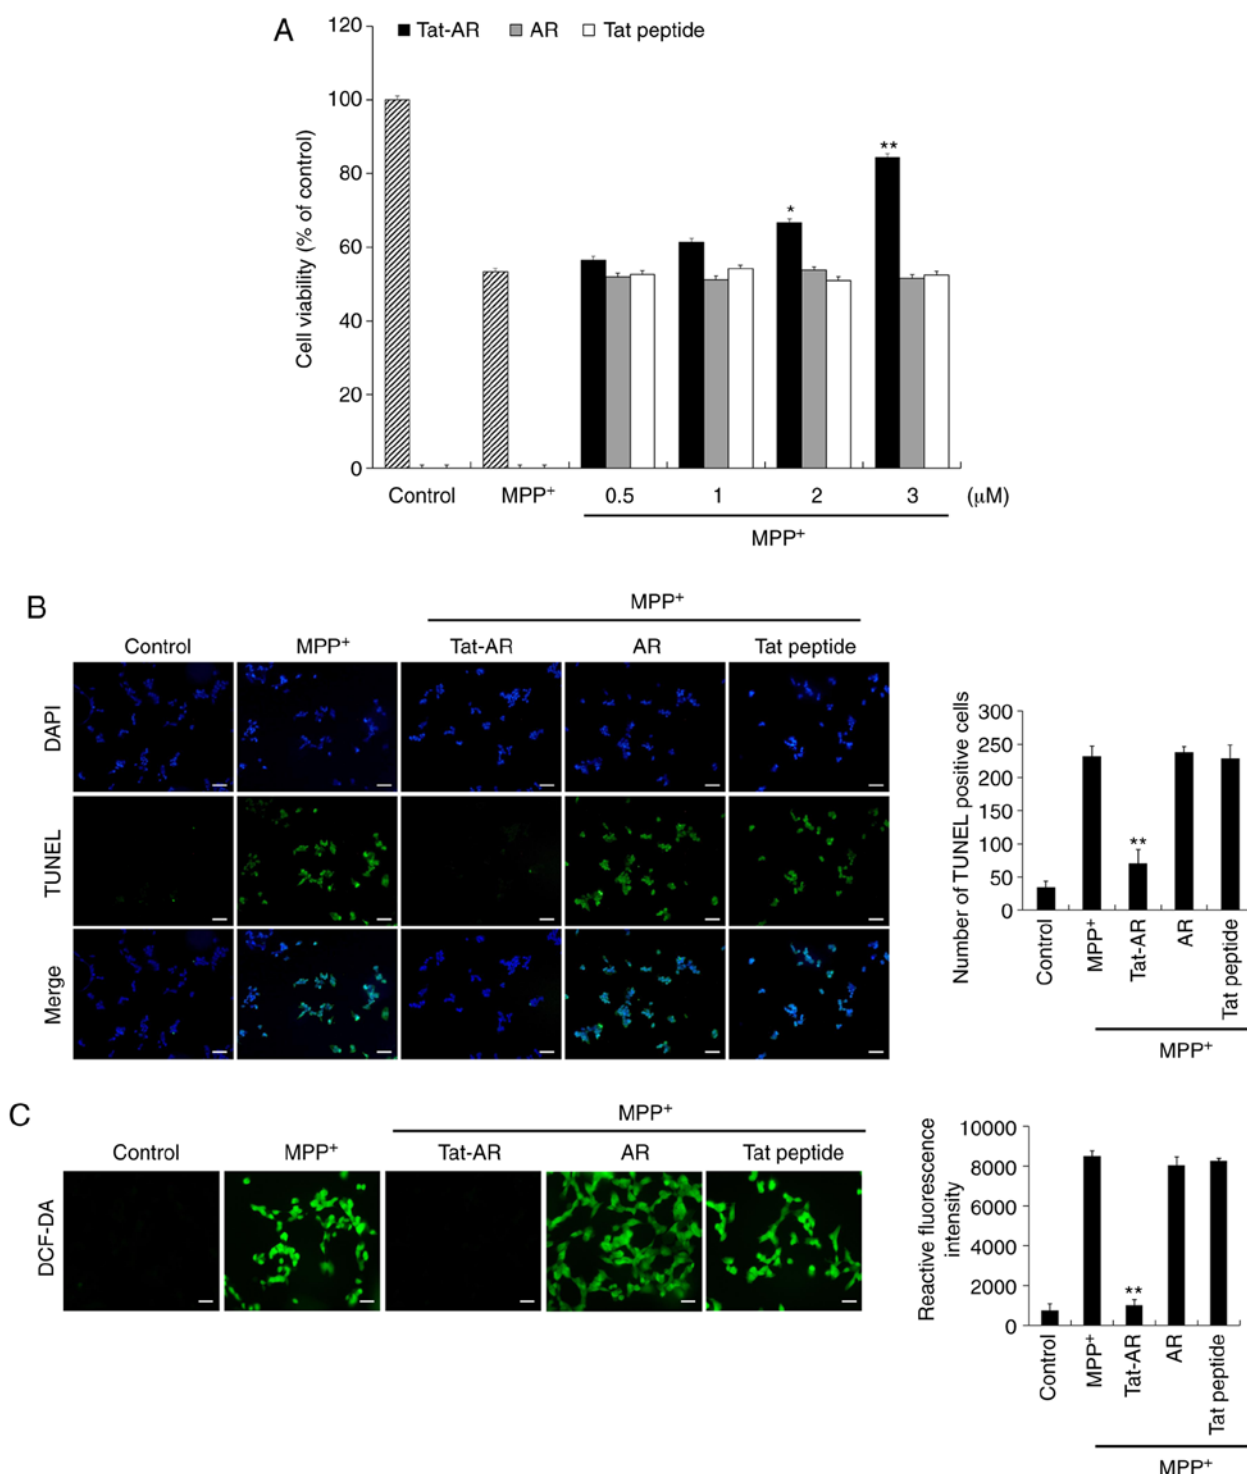 A
Tat-AR AR Tat peptide
Cell viability (% of control)
120
100
80
60
40
20
0
*
**
Control MPP+ 0.5 1 2 3 (μM)
MPP+
B
MPP+
Control MPP+ Tat-AR AR Tat peptide
DAPI
TUNEL
Merge
Number of TUNEL positive cells
300
250
200
150
100
50
0
**
Control
MPP+
Tat-AR
AR
Tat peptide
MPP+
C
MPP+
Control MPP+ Tat-AR AR Tat peptide
DCF-DA
Reactive fluorescence
intensity
10000
8000
6000
4000
2000
0
**
Control
MPP+
Tat-AR
AR
Tat peptide
MPP+